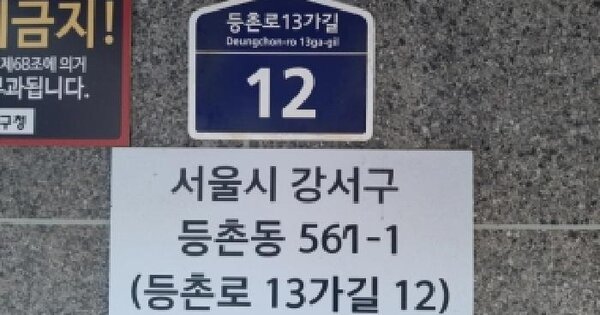 금지!
제68조에 의거
과됩니다.
구청
등촌로13가길
Deungchon-ro 13ga-gil
12
서울시 강서구
등촌동 561-1
(등촌로 13가길 12)